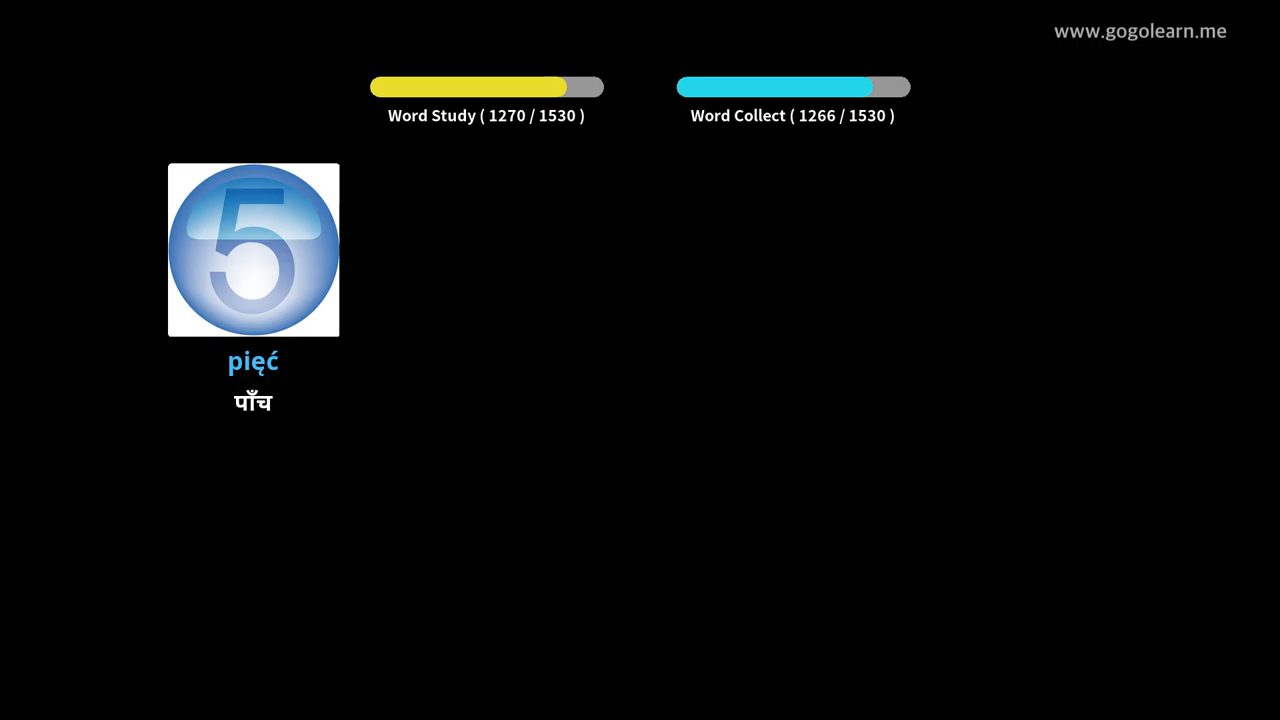 www.gogolearn.me
Word Study ( 1270 / 1530 )
Word Collect ( 1266 / 1530 )
5
pięć
पाँच